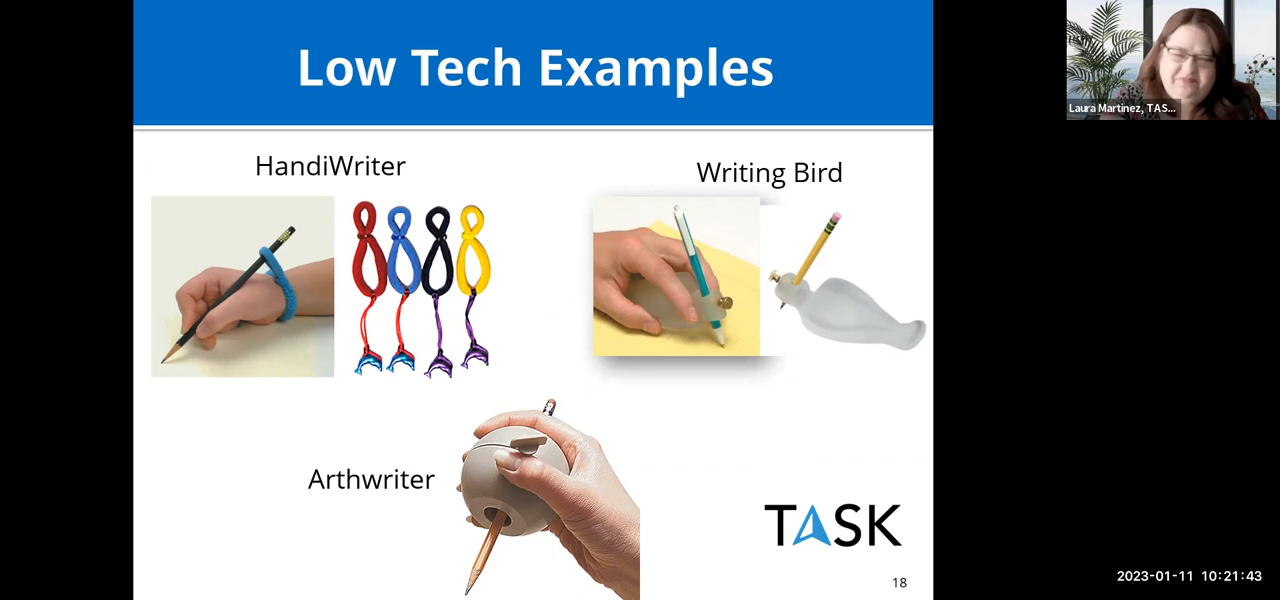 Low Tech Examples
Laura Martinez, TAS...
HandiWriter
Writing Bird
Arthwriter
TASK
18
2023-01-11 10:21:43